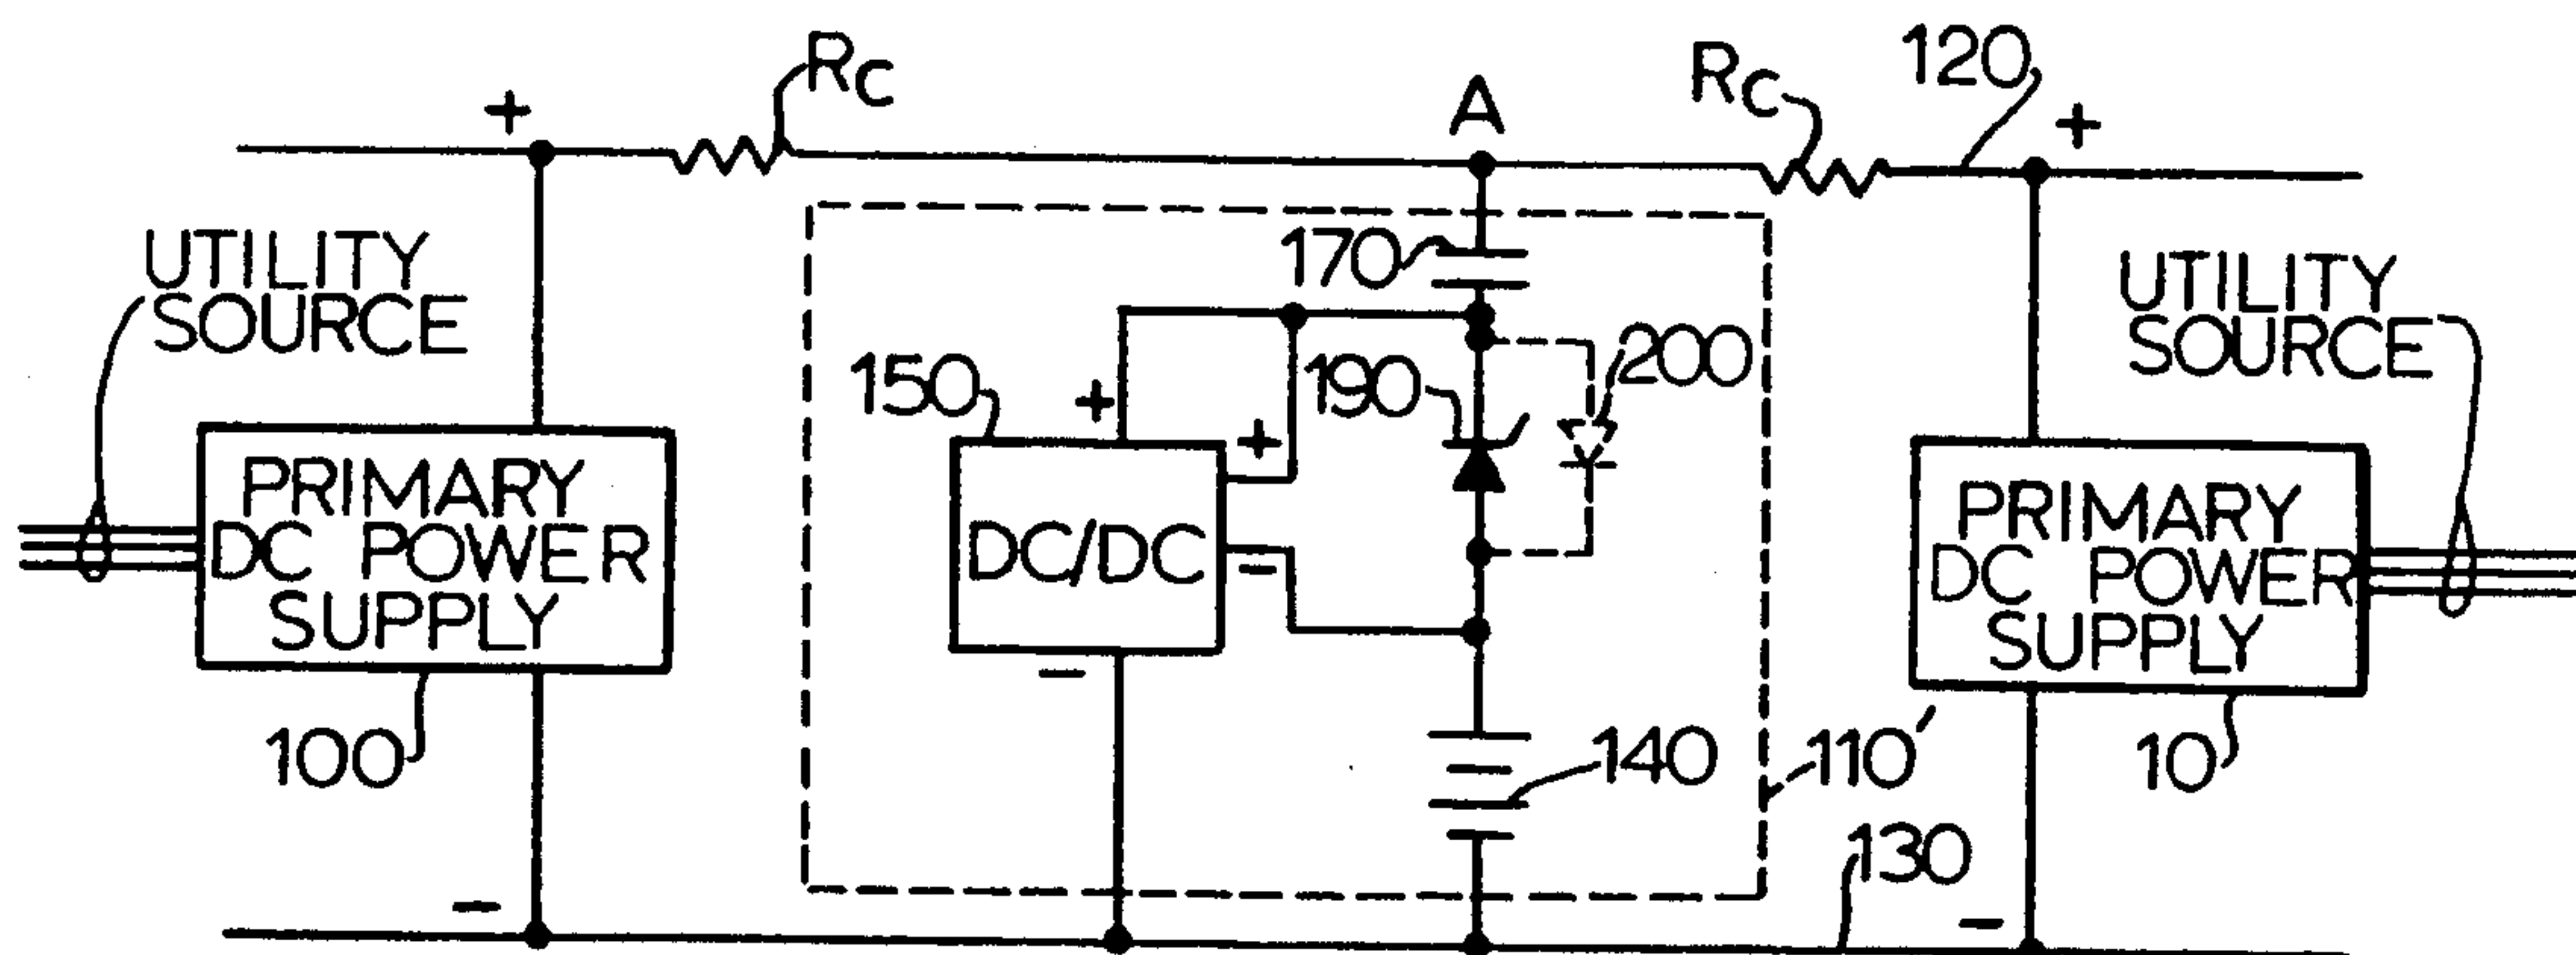 RC
A
RC
120
+
+
UTILITY
SOURCE
170
UTILITY
SOURCE
150
+
+
190
200
PRIMARY
DC POWER
SUPPLY
DC/DC
-
PRIMARY
DC POWER
SUPPLY
-
100
140
110'
10
130
-
-